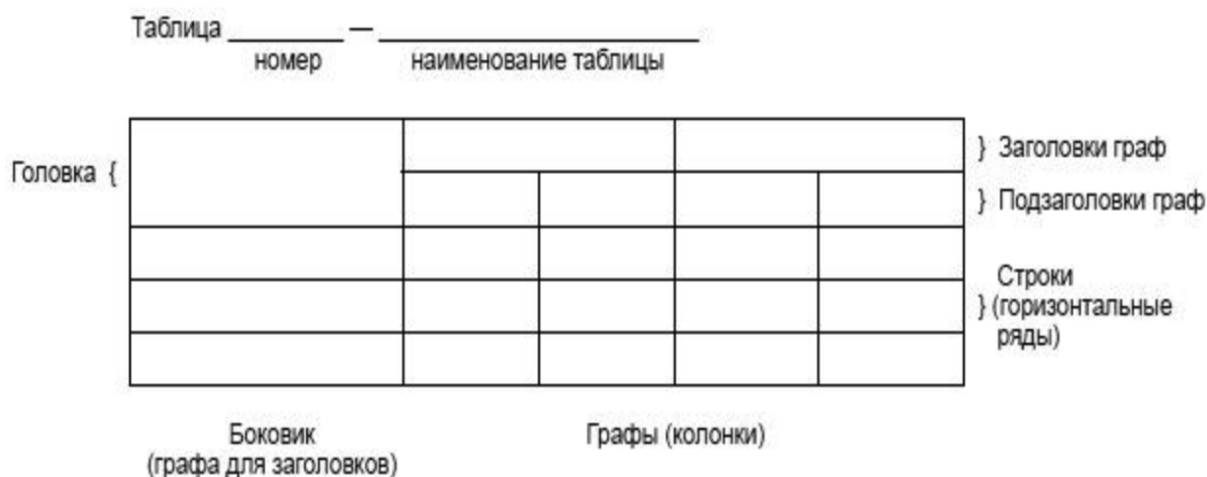 Таблица _________ — _________________________
номер наименование таблицы
Головка {
} Заголовки граф
} Подзаголовки граф
Строки
} (горизонтальные
ряды)
Боковик
(графа для заголовков)
Графы (колонки)